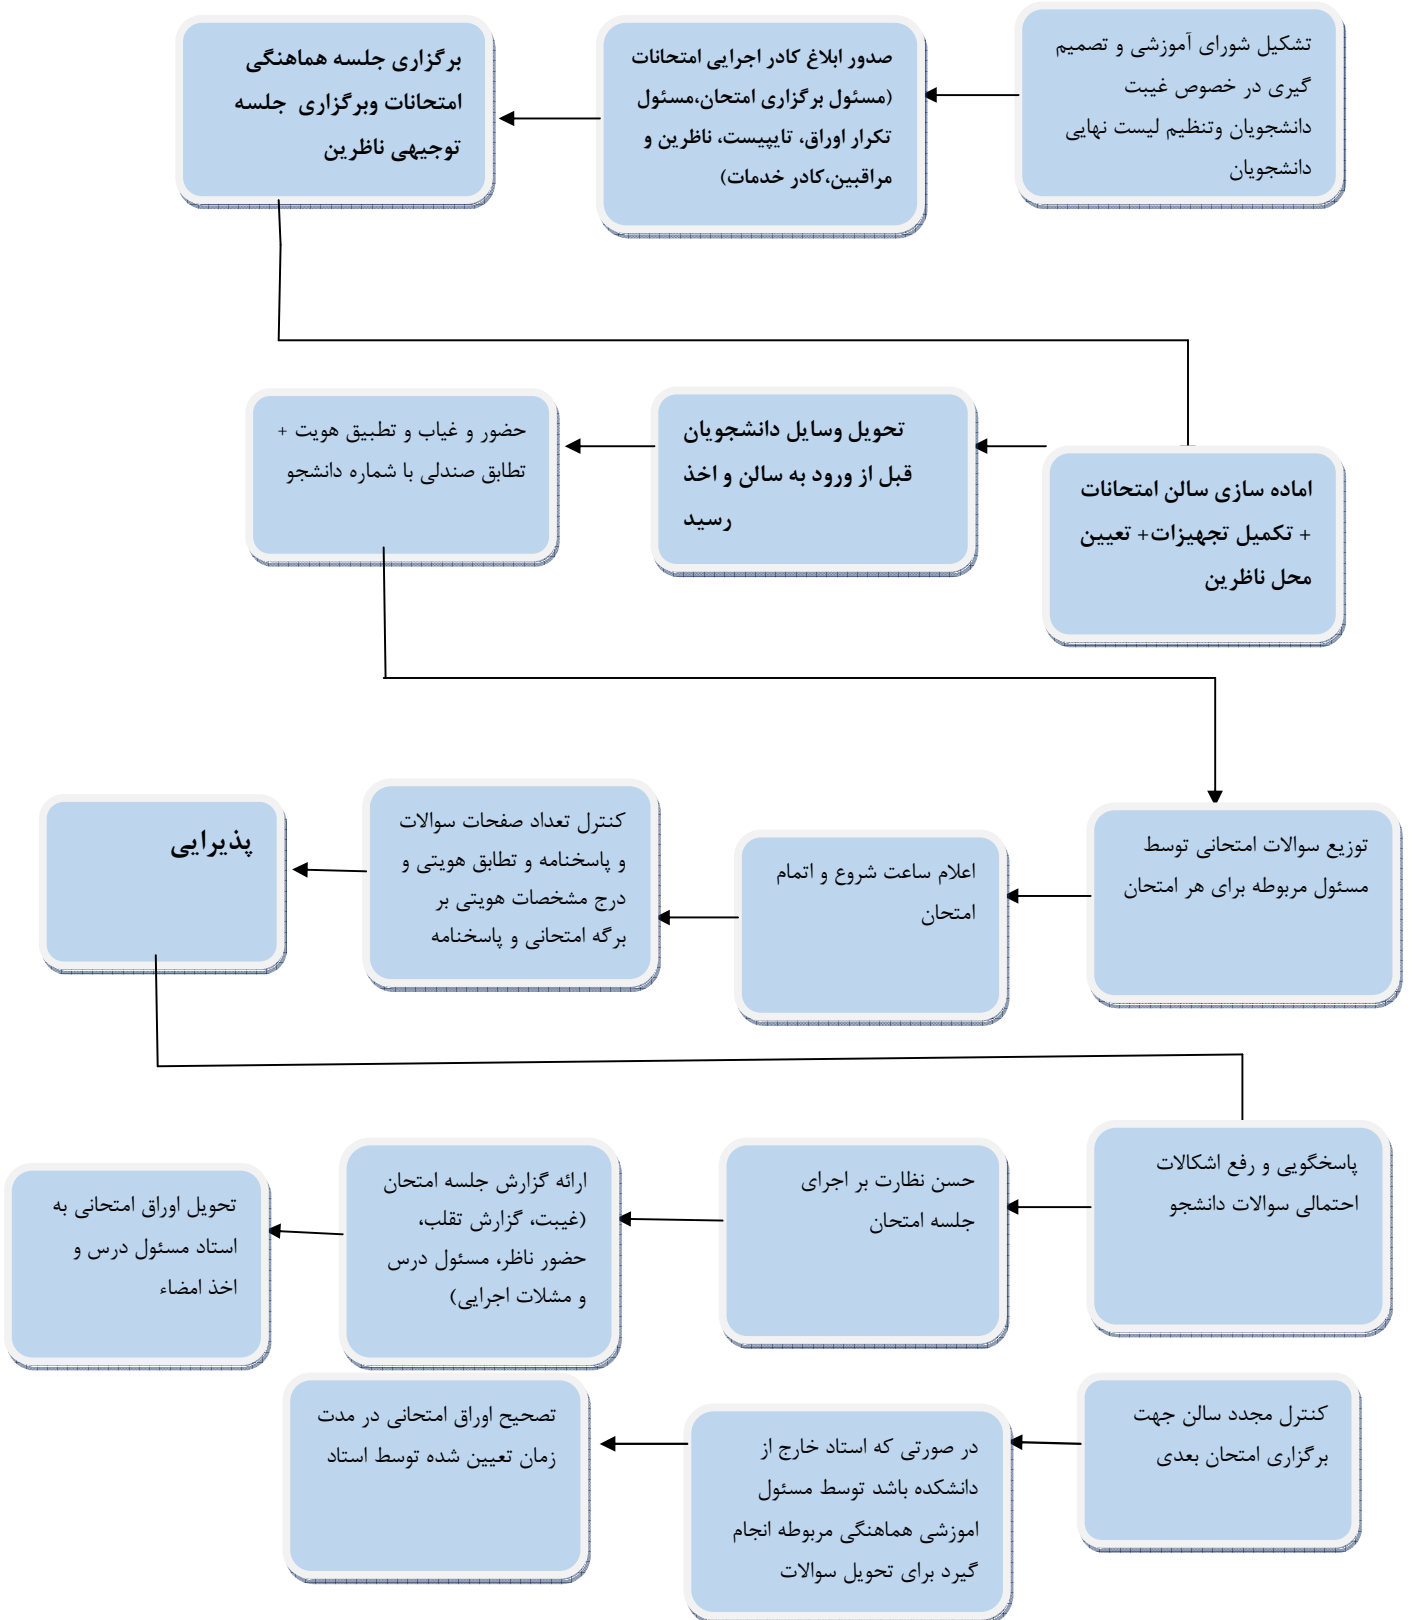 تشکیل شورای آموزشی و تصمیم
گیری در خصوص غیبت
دانشجویان وتنظیم لیست نهایی
دانشجویان
صدور ابلاغ کادر اجرایی امتحانات
(مسئول برگزاری امتحان،مسئول
تکرار اوراق، تایپیست، ناظرین و
مراقبین،کادر خدمات)
برگزاری جلسه هماهنگی
امتحانات وبرگزاری جلسه
توجیهی ناظرین
اماده سازی سالن امتحانات
+ تکمیل تجهیزات+ تعیین
محل ناظرین
تحویل وسایل دانشجویان
قبل از ورود به سالن و اخذ
رسید
حضور و غیاب و تطبیق هویت +
تطابق صندلی با شماره دانشجو
توزیع سوالات امتحانی توسط
مسئول مربوطه برای هر امتحان
اعلام ساعت شروع و اتمام
امتحان
کنترل تعداد صفحات سوالات
و پاسخنامه و تطابق هویتی و
درج مشخصات هویتی بر
برگه امتحانی و پاسخنامه
پذیرایی
پاسخگویی و رفع اشکالات
احتمالی سوالات دانشجو
حسن نظارت بر اجرای
جلسه امتحان
ارائه گزارش جلسه امتحان
(غیبت، گزارش تقلب،
حضور ناظر، مسئول درس
و مشلات اجرایی)
تحویل اوراق امتحانی به
استاد مسئول درس و
اخذ امضاء
کنترل مجدد سالن جهت
برگزاری امتحان بعدی
در صورتی که استاد خارج از
دانشکده باشد توسط مسئول
اموزشی هماهنگی مربوطه انجام
گیرد برای تحویل سوالات
تصحیح اوراق امتحانی در مدت
زمان تعیین شده توسط استاد